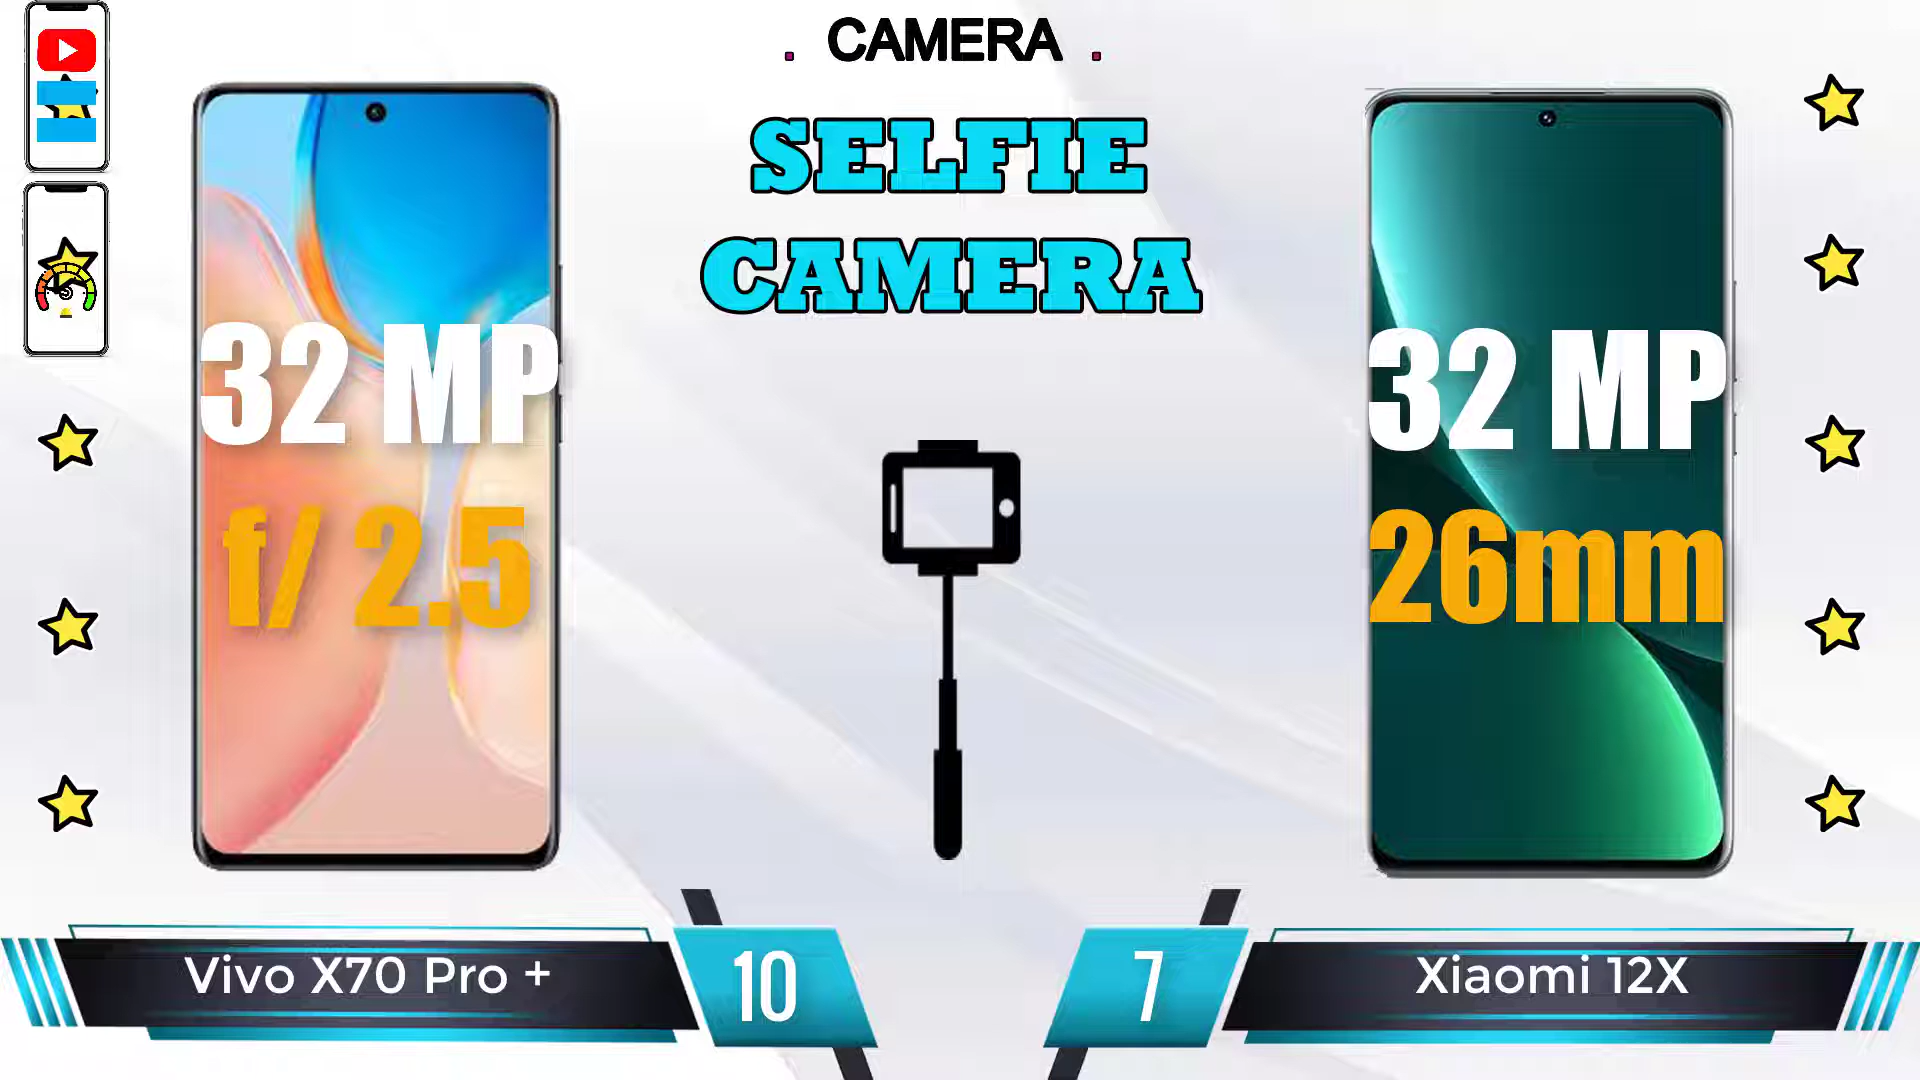 . CAMERA .
SELFIE
CAMERA
32 MP
f/ 2.5
32 MP
26mm
Vivo X70 Pro +
10
7
Xiaomi 12X